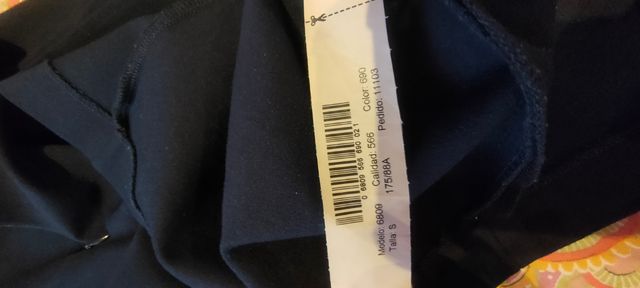 Modelo: 6809 Calidad: 566 Color: 690
Talla: S 175/88A Pedido: 11103
0 6809 566 690 02 1